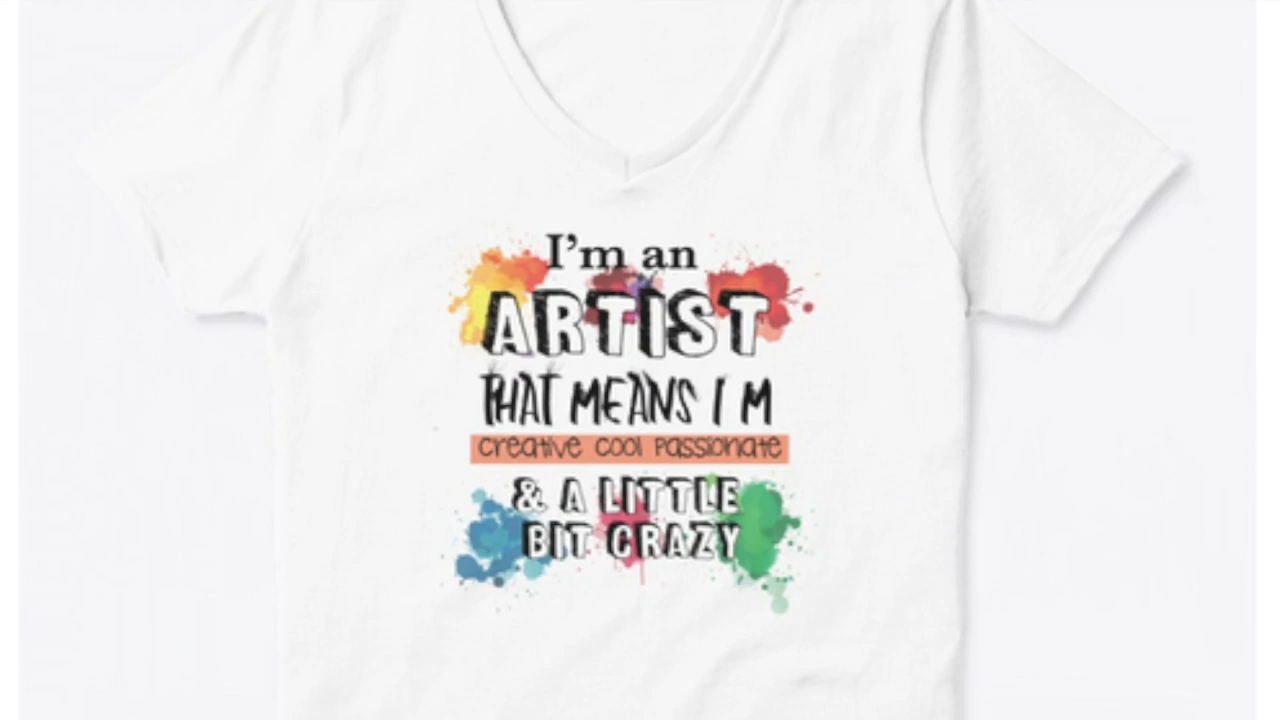 I'm an
ARTIST
THAT MEANS I M
creative cool passionate
& A LITTLE
BIT CRAZY